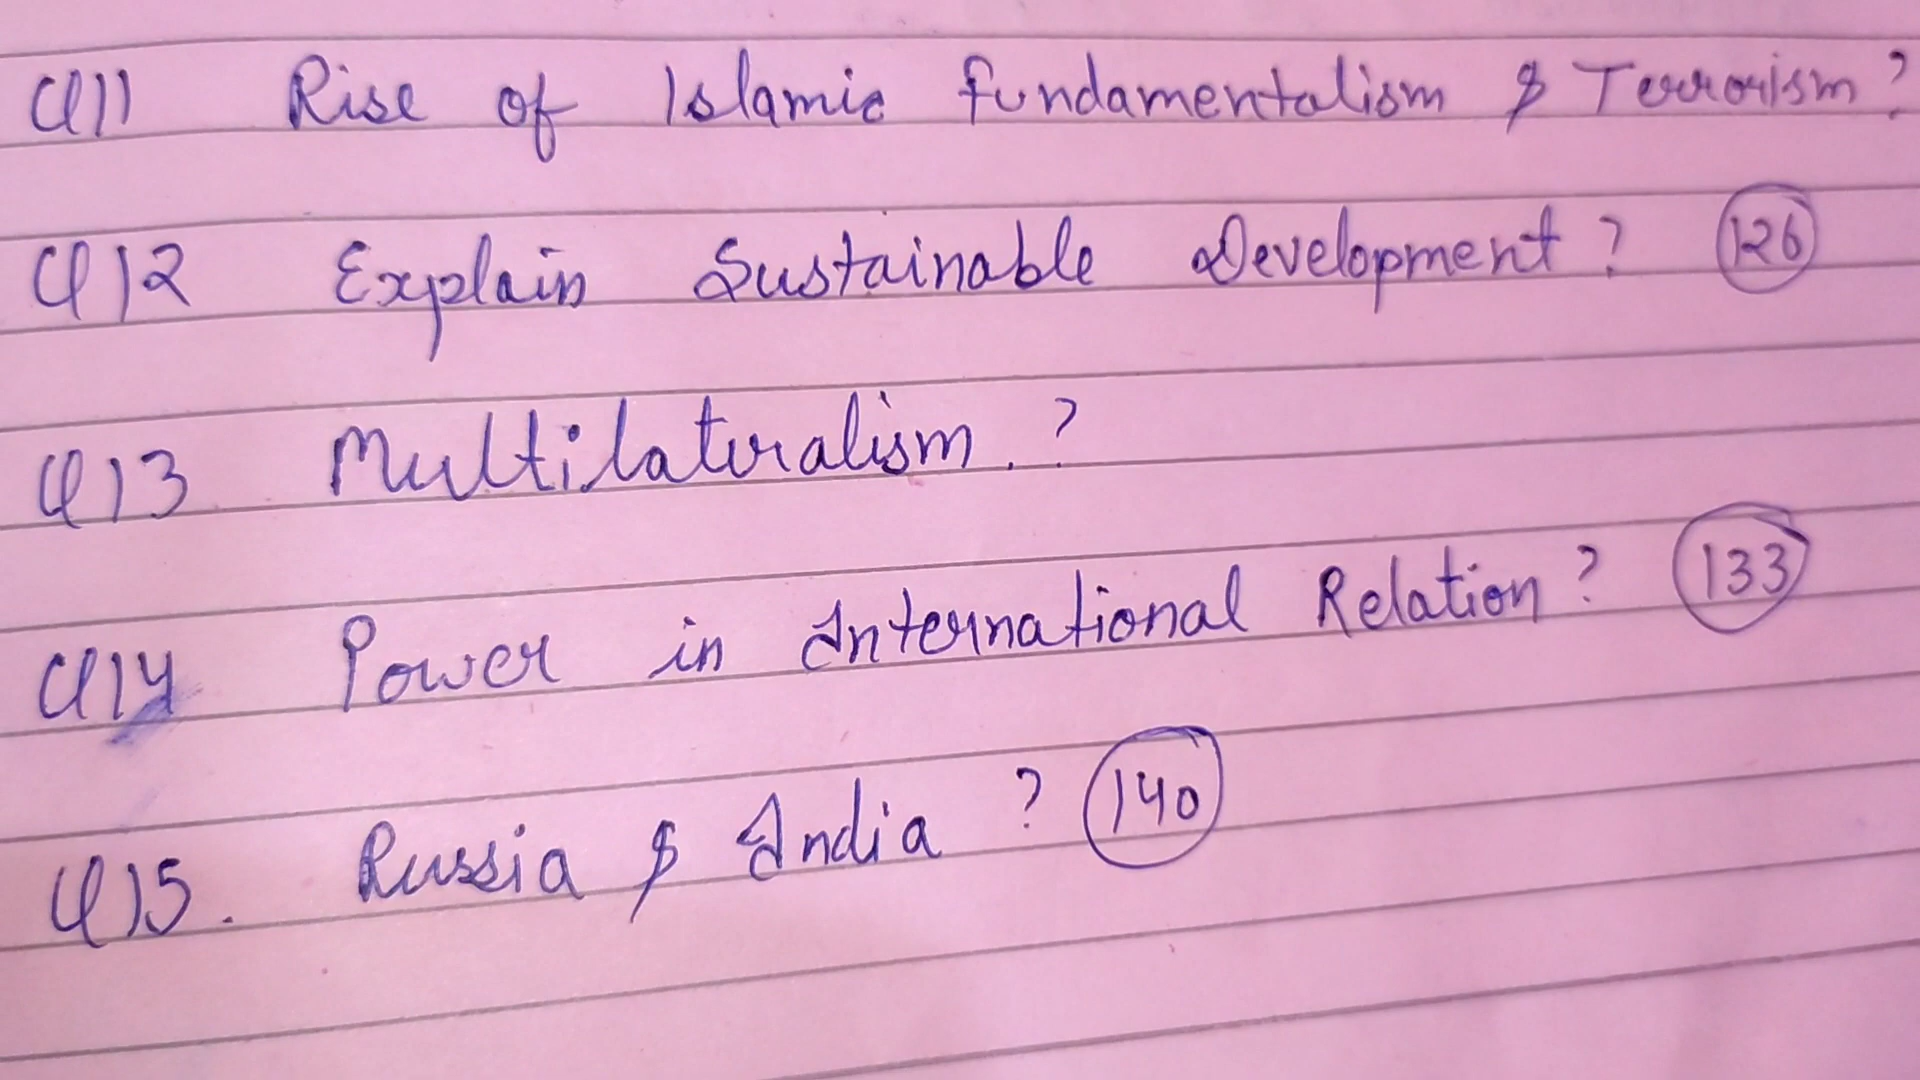 Q11 Rise of Islamic fundamentalism & Terrorism?
Q12 Explain Sustainable Development? 126
Q13 Multilateralism.?
Q14 Power in International Relation? 133
Q15. Russia & India? 140